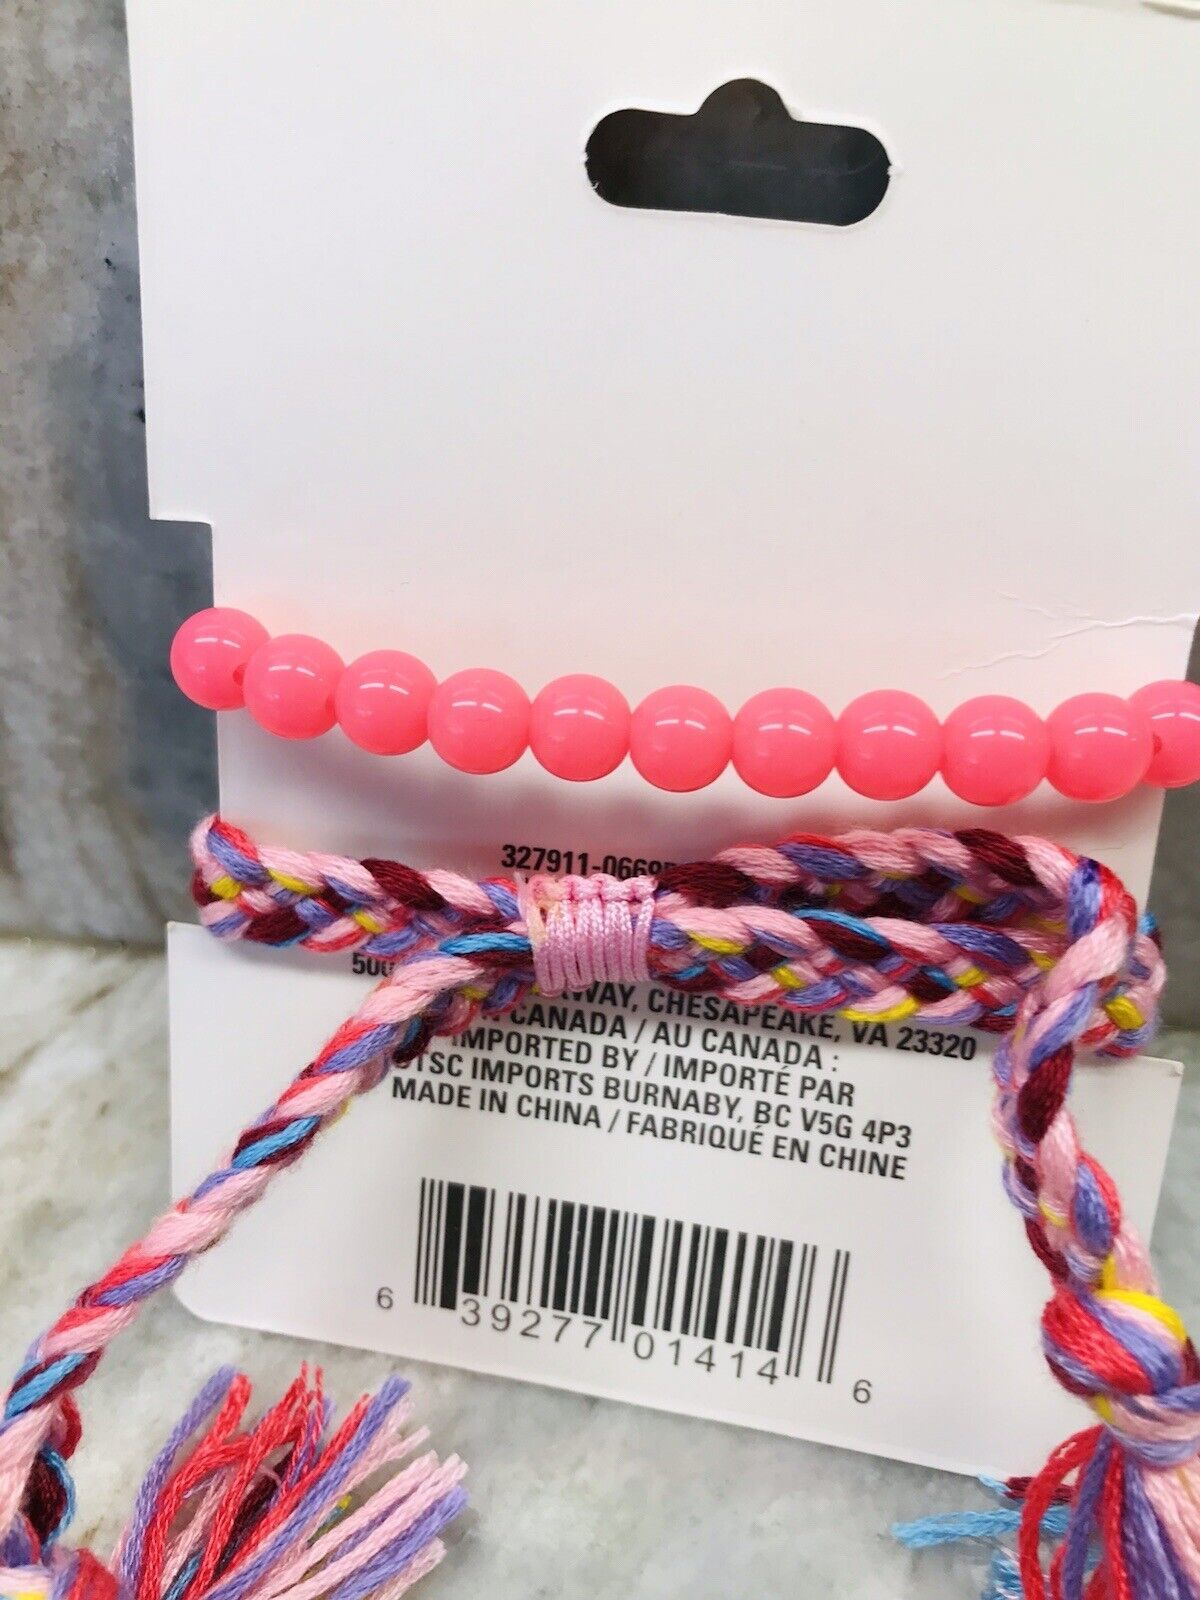 327911-0668
500
WAY, CHESAPEAKE, VA 23320
CANADA / AU CANADA :
IMPORTED BY / IMPORTÉ PAR
DTSC IMPORTS BURNABY, BC V5G 4P3
MADE IN CHINA / FABRIQUÉ EN CHINE
6 39277 01414 6